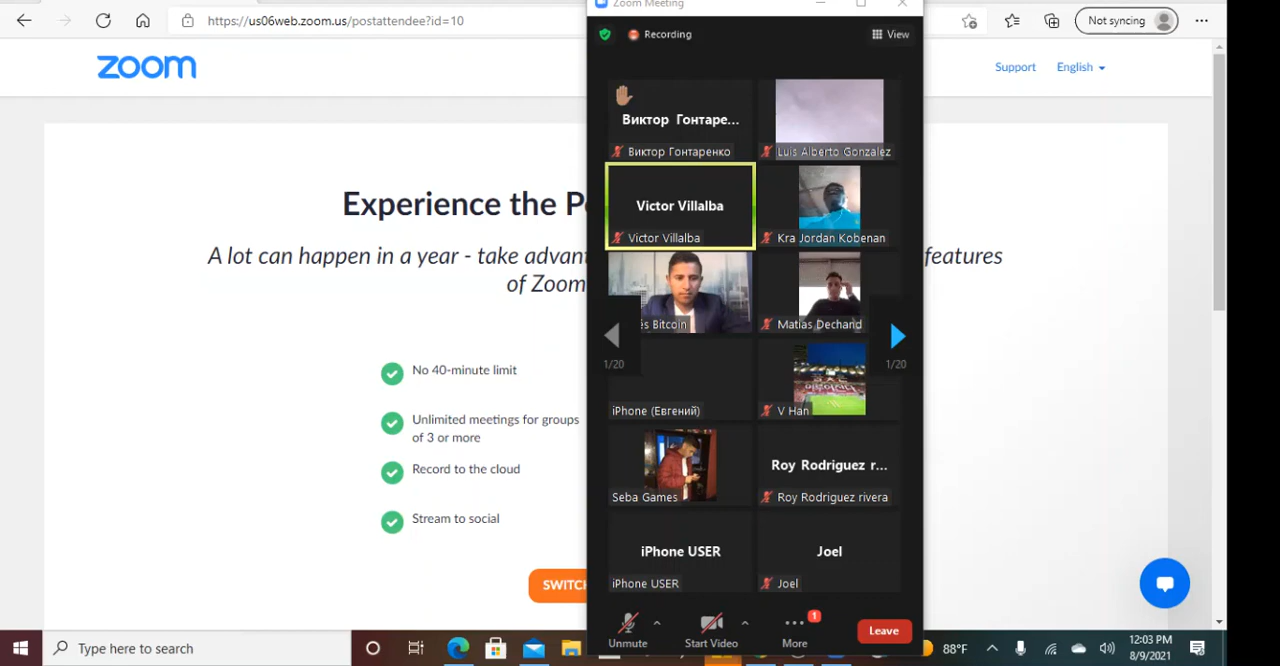 https://us06web.zoom.us/postattendee?id=10
Not syncing
zoom
Support
English
Experience the
A lot can happen in a year - take
features
of Zoom
No 40-minute limit
Unlimited meetings for groups
of 3 or more
Record to the cloud
Stream to social
Zoom Meeting
Recording
View
Виктор Гонтаре...
Виктор Гонтаренко
Luis Alberto Gonzalez
Victor Villalba
Victor Villalba
Kra Jordan Kobenan
Bitcoin
Matias Dechand
1/20
1/20
iPhone (Евгений)
V Han
Seba Games
Roy Rodriguez r...
Roy Rodriguez rivera
iPhone USER
iPhone USER
Joel
Joel
Unmute
Start Video
1
More
Leave
Type here to search
88°F
12:03 PM
8/9/2021